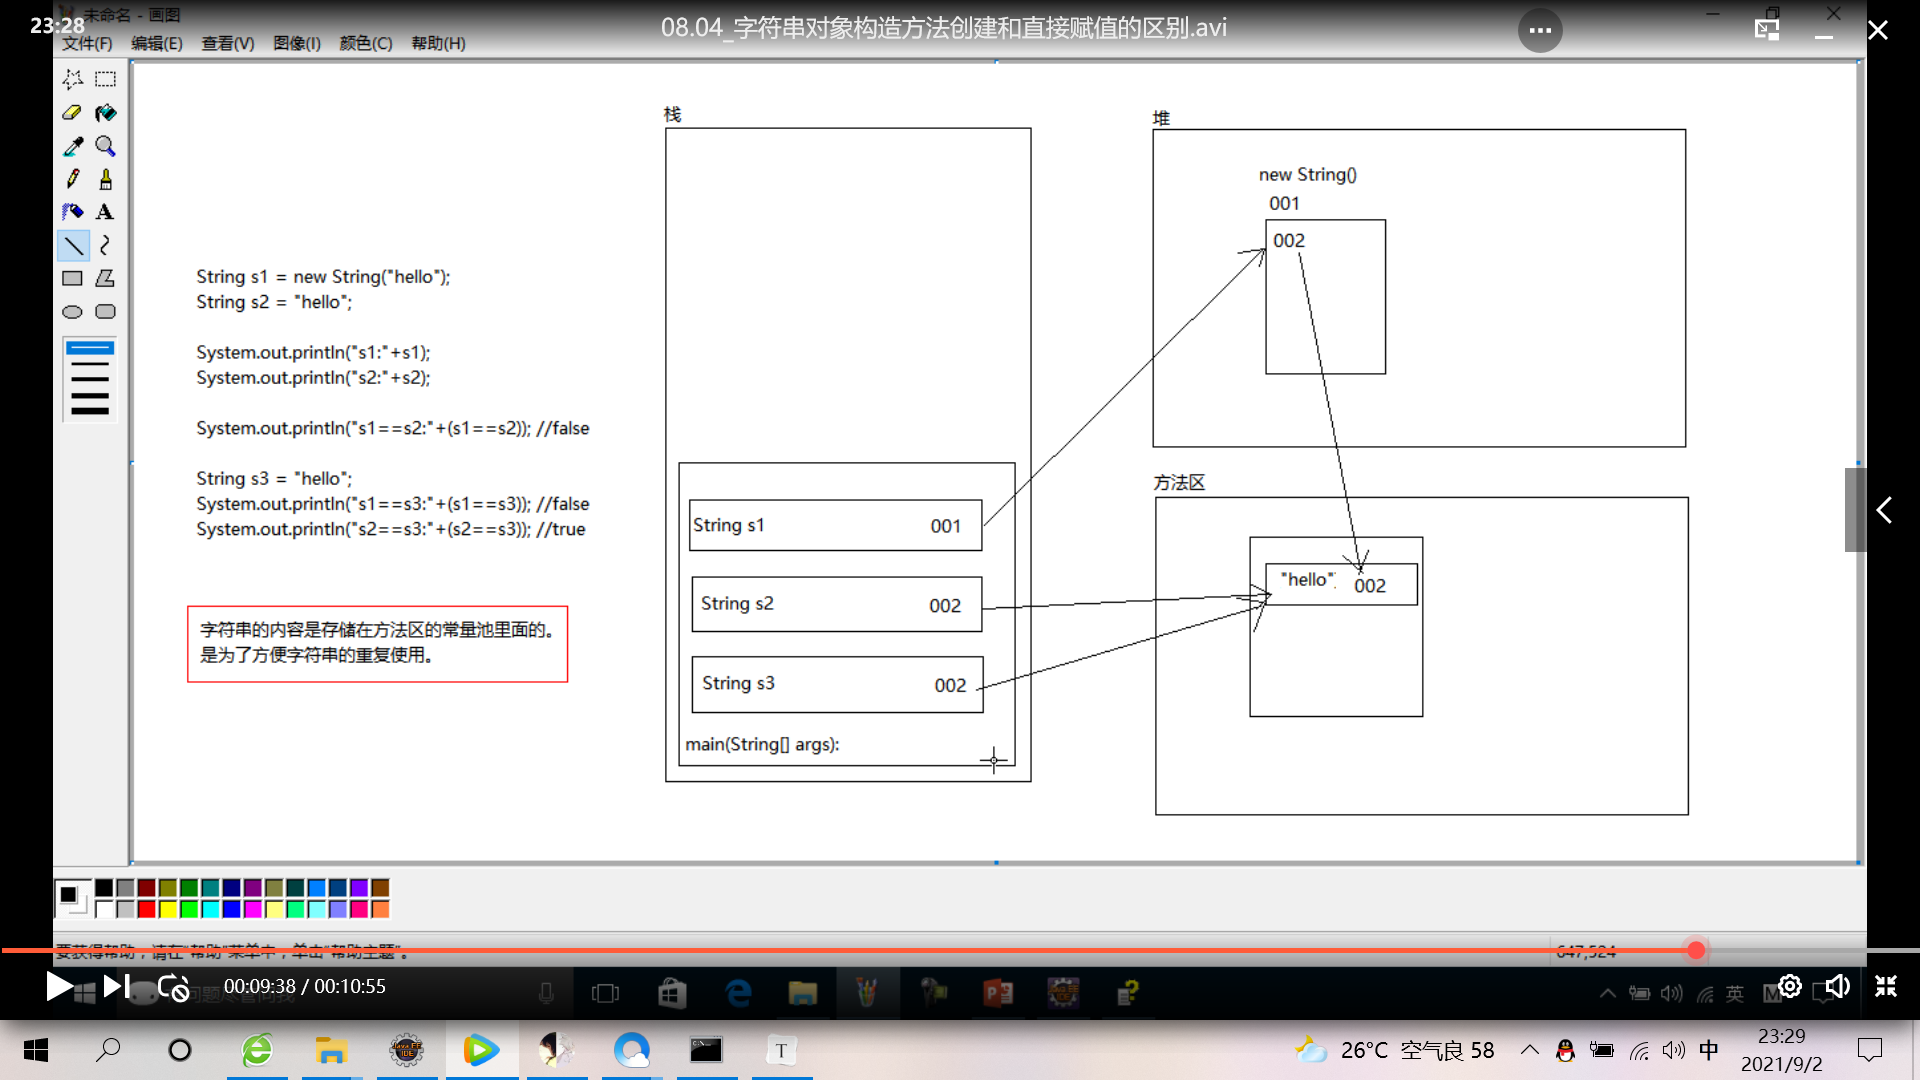 未命名 - 画图
23:28
08.04_字符串对象构造方法创建和直接赋值的区别.avi
文件(F) 编辑(E) 查看(V) 图像(I) 颜色(C) 帮助(H)
栈
堆
new String()
001
002
String s1 = new String("hello");
String s2 = "hello";
System.out.println("s1:"+s1);
System.out.println("s2:"+s2);
System.out.println("s1==s2:"+(s1==s2)); //false
String s3 = "hello";
System.out.println("s1==s3:"+(s1==s3)); //false
System.out.println("s2==s3:"+(s2==s3)); //true
方法区
String s1 001
"hello" 002
String s2 002
字符串的内容是存储在方法区的常量池里面的。
是为了方便字符串的重复使用。
String s3 002
main(String[] args):
要获得帮助，请在"帮助"菜单中，单击"帮助主题"。
647,524
00:09:38 / 00:10:55
英
26°C 空气良 58
中
23:29
2021/9/2